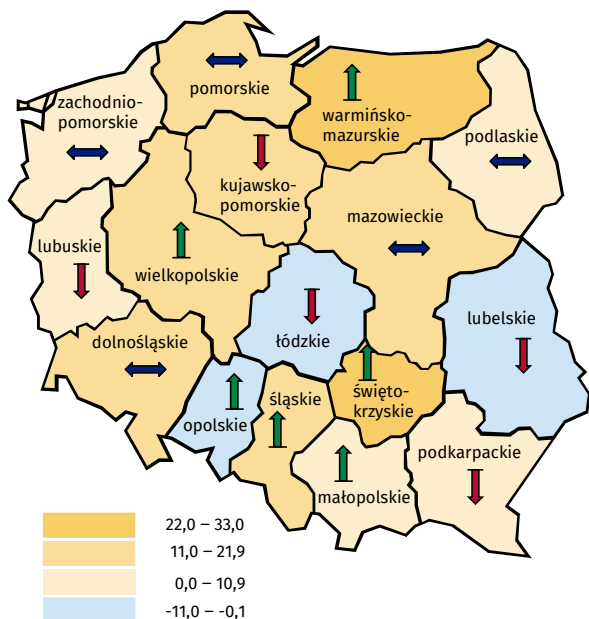 pomorskie
zachodnio-
pomorskie
warmińsko-
mazurskie
podlaskie
kujawsko-
pomorskie
mazowieckie
lubuskie
wielkopolskie
lubelskie
dolnośląskie
łódzkie
opolskie
śląskie
święto-
krzyskie
podkarpackie
małopolskie
22,0 – 33,0
11,0 – 21,9
0,0 – 10,9
-11,0 – -0,1